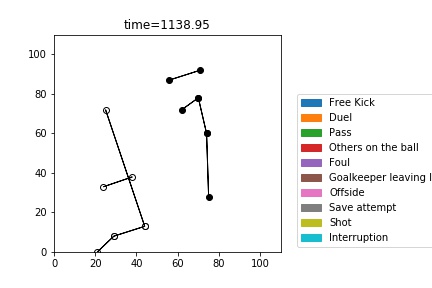 time=1138.95
100
80
60
40
20
0
0 20 40 60 80 100
Free Kick
Duel
Pass
Others on the ball
Foul
Goalkeeper leaving l
Offside
Save attempt
Shot
Interruption